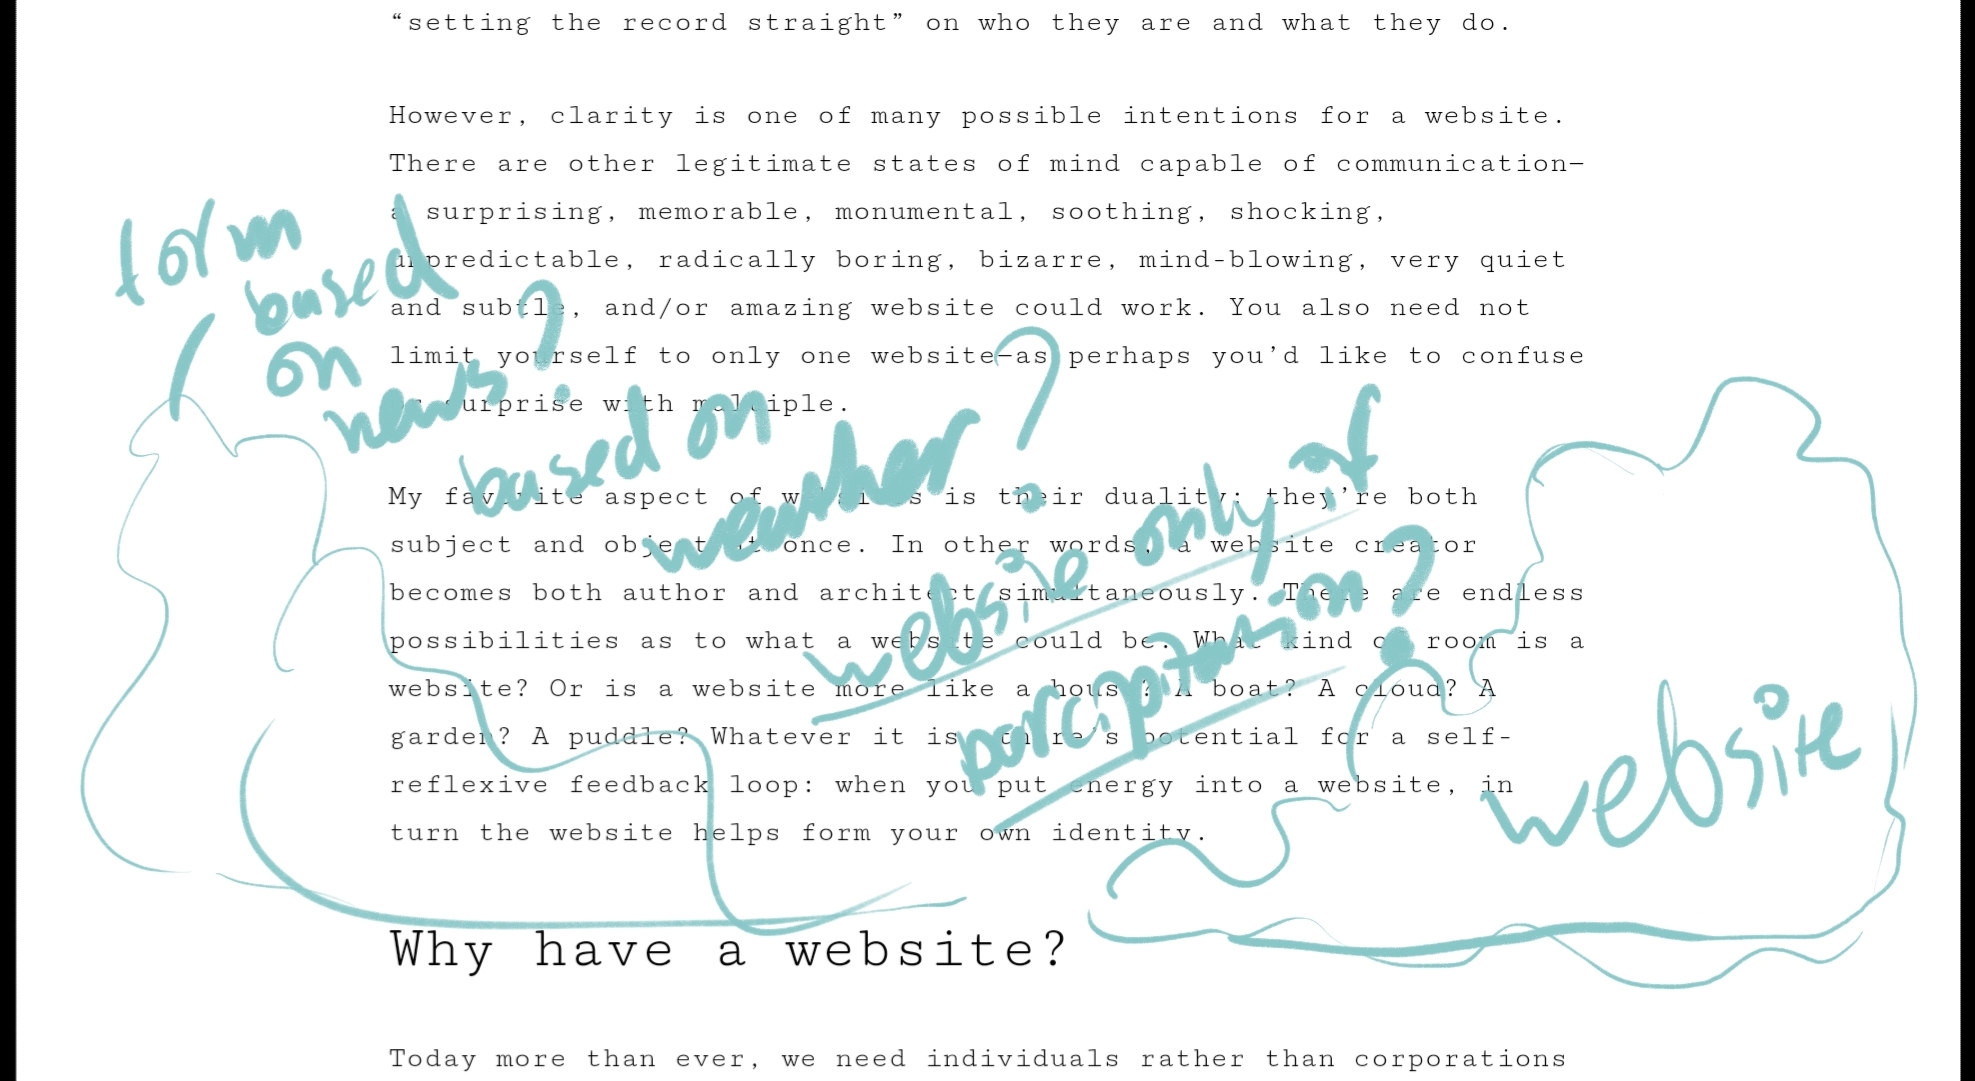 “setting the record straight” on who they are and what they do.
However, clarity is one of many possible intentions for a website.
There are other legitimate states of mind capable of communication—
a surprising, memorable, monumental, soothing, shocking,
unpredictable, radically boring, bizarre, mind-blowing, very quiet
and subtle, and/or amazing website could work. You also need not
limit yourself to only one website—as perhaps you’d like to confuse
or surprise with multiple.
My favorite aspect of websites is their duality: they’re both
subject and object at once. In other words, a website creator
becomes both author and architect simultaneously. There are endless
possibilities as to what a website could be. What kind of room is a
website? Or is a website more like a house? A boat? A cloud? A
garden? A puddle? Whatever it is, there’s potential for a self-
reflexive feedback loop: when you put energy into a website, in
turn the website helps form your own identity.
Why have a website?
Today more than ever, we need individuals rather than corporations
form
based
on
news?
based on
weather?
website only if
parciptation?
website